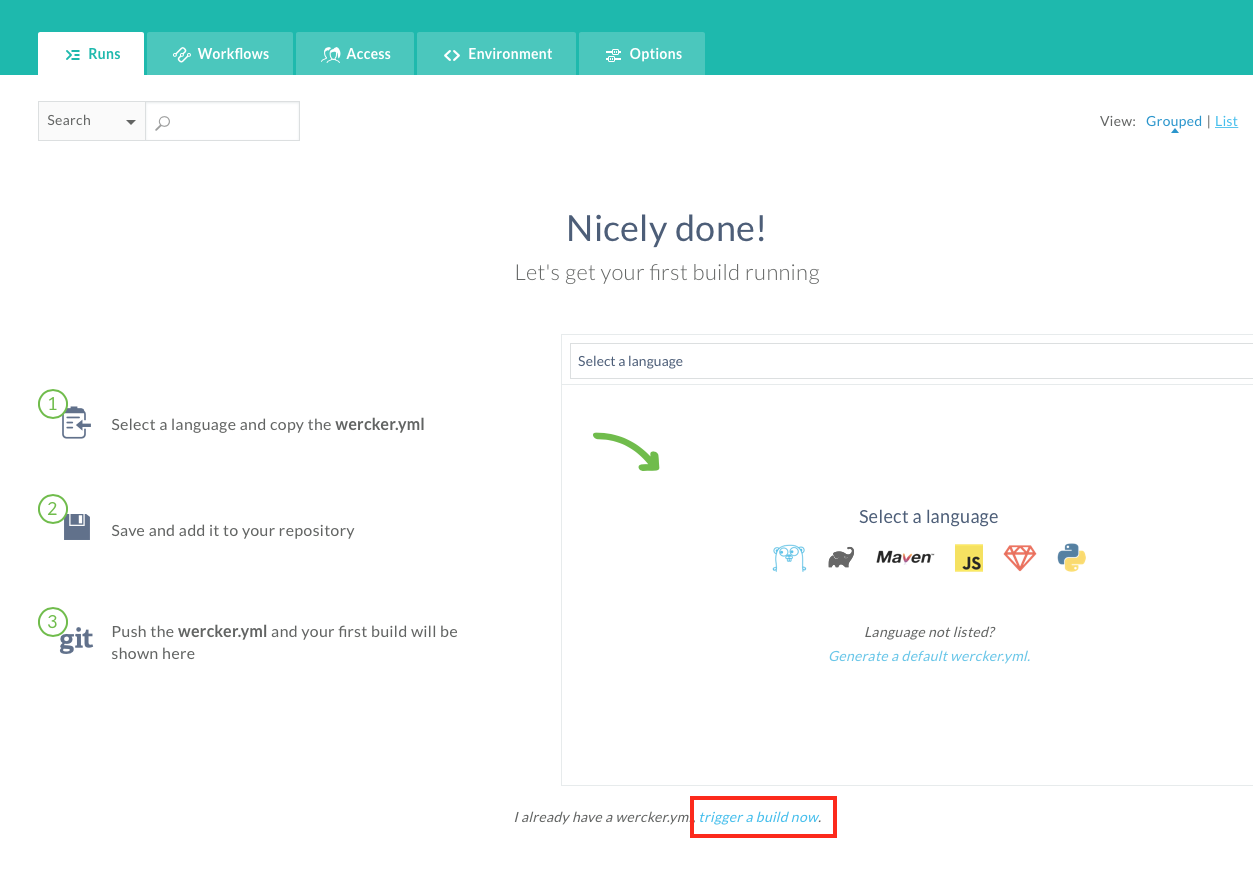 Runs Workflows Access Environment Options
Search
View: Grouped | List
Nicely done!
Let's get your first build running
Select a language
1
Select a language and copy the wercker.yml
2
Save and add it to your repository
3
git
Push the wercker.yml and your first build will be
shown here
Select a language
Maven
JS
Language not listed?
Generate a default wercker.yml.
I already have a wercker.yml, trigger a build now.